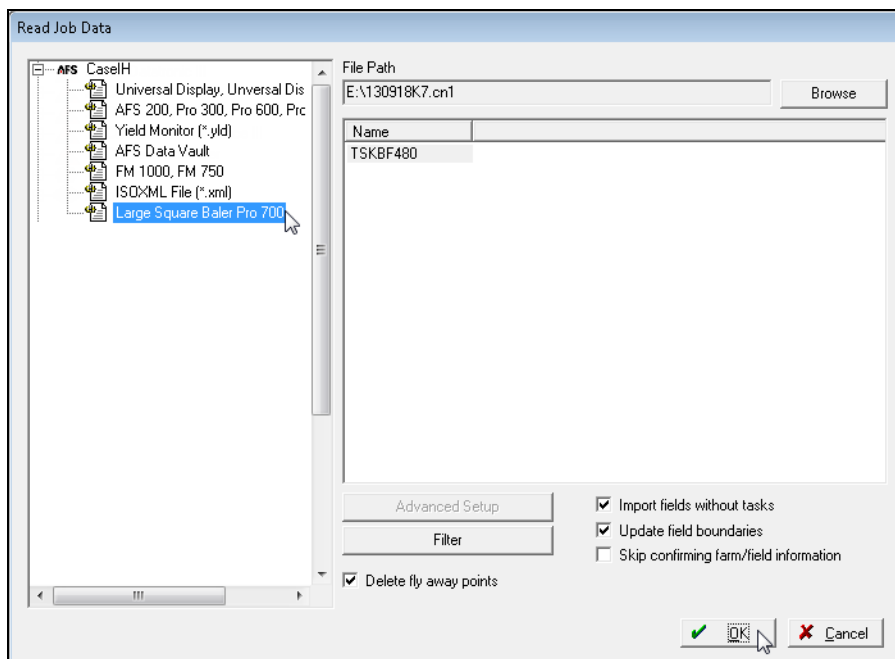 Read Job Data
AFS CaseIH
Universal Display, Unversal Dis
AFS 200, Pro 300, Pro 600, Prc
Yield Monitor (*.yld)
AFS Data Vault
FM 1000, FM 750
ISOXML File (*.xml)
Large Square Baler Pro 700
File Path
E:\130918K7.cn1
Browse
Name
TSKBF480
Advanced Setup
Filter
Delete fly away points
Import fields without tasks
Update field boundaries
Skip confirming farm/field information
OK
Cancel